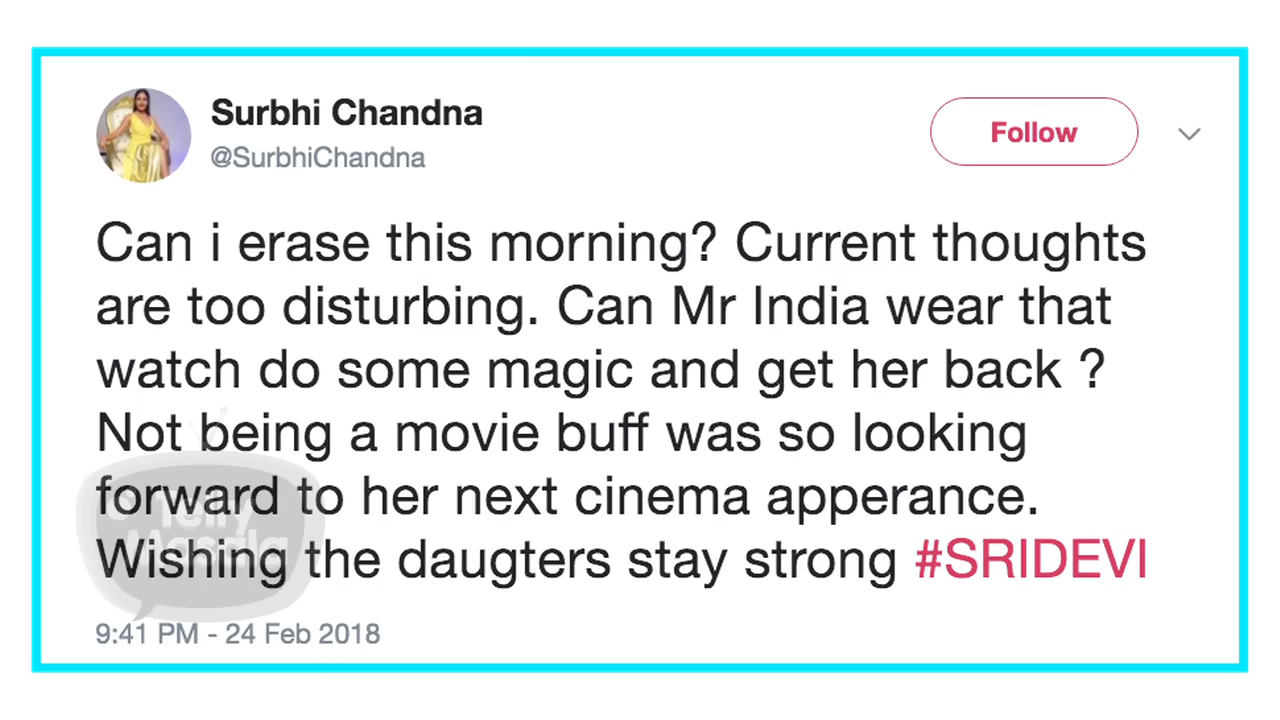 Surbhi Chandna
@SurbhiChandna
Follow
Can i erase this morning? Current thoughts
are too disturbing. Can Mr India wear that
watch do some magic and get her back ?
Not being a movie buff was so looking
forward to her next cinema apperance.
Wishing the daugters stay strong #SRIDEVI
Telly
Masala
9:41 PM - 24 Feb 2018